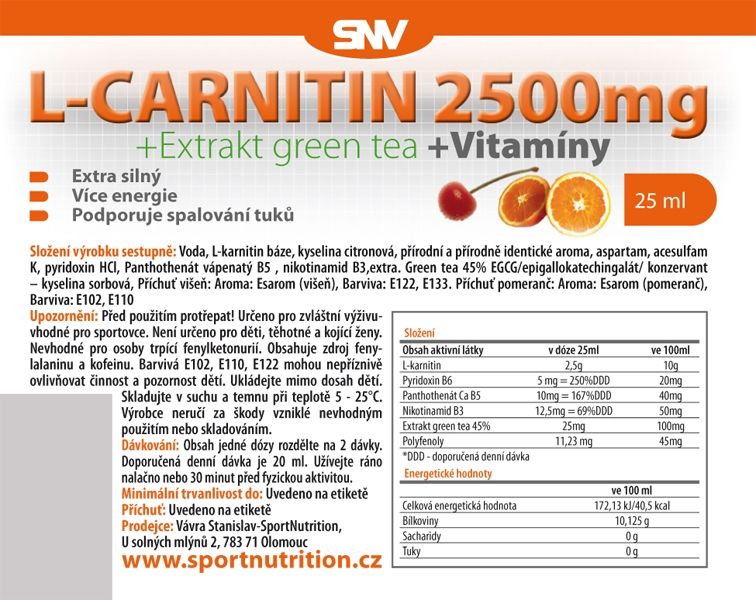 SNV
L-CARNITIN 2500mg
+Extrakt green tea +Vitamíny
Extra silný
Více energie
Podporuje spalování tuků
25 ml
Složení výrobku sestupně: Voda, L-karnitin báze, kyselina citronová, přírodní a přírodně identické aroma, aspartam, acesulfam
K, pyridoxin HCl, Panthothenát vápenatý B5 , nikotinamid B3,extra. Green tea 45% EGCG/epigallokatechingalát/ konzervant
– kyselina sorbová, Příchuť višeň: Aroma: Esarom (višeň), Barviva: E122, E133. Příchuť pomeranč: Aroma: Esarom (pomeranč),
Barviva: E102, E110
Upozornění: Před použitím protřepat! Určeno pro zvláštní výživu-
vhodné pro sportovce. Není určeno pro děti, těhotné a kojící ženy.
Nevhodné pro osoby trpící fenylketonurií. Obsahuje zdroj feny-
lalaninu a kofeinu. Barvivá E102, E110, E122 mohou nepříznivě
ovlivňovat činnost a pozornost dětí. Ukládejte mimo dosah dětí.
Skladujte v suchu a temnu při teplotě 5 - 25°C.
Výrobce neručí za škody vzniklé nevhodným
použitím nebo skladováním.
Dávkování: Obsah jedné dózy rozdělte na 2 dávky.
Doporučená denní dávka je 20 ml. Užívejte ráno
nalačno nebo 30 minut před fyzickou aktivitou.
Minimální trvanlivost do: Uvedeno na etiketě
Příchuť: Uvedeno na etiketě
Prodejce: Vávra Stanislav-SportNutrition,
U solných mlýnů 2, 783 71 Olomouc
www.sportnutrition.cz
Složení
Obsah aktivní látky v dóze 25ml ve 100ml
L-karnitin 2,5g 10g
Pyridoxin B6 5 mg = 250%DDD 20mg
Panthothenát Ca B5 10mg = 167%DDD 40mg
Nikotinamid B3 12,5mg = 69%DDD 50mg
Extrakt green tea 45% 25mg 100mg
Polyfenoly 11,23 mg 45mg
*DDD - doporučená denní dávka
Energetické hodnoty
ve 100 ml
Celková energetická hodnota 172,13 kJ/40,5 kcal
Bílkoviny 10,125 g
Sacharidy 0 g
Tuky 0 g